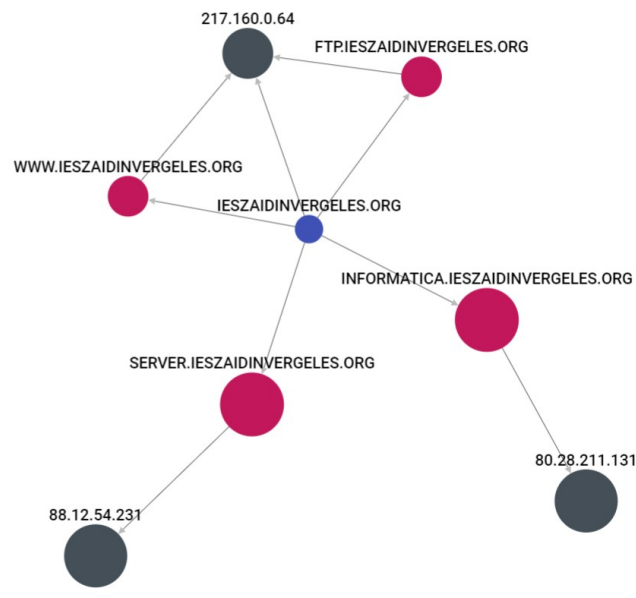 217.160.0.64
FTP.IESZAIDINVERGELES.ORG
WWW.IESZAIDINVERGELES.ORG
IESZAIDINVERGELES.ORG
INFORMATICA.IESZAIDINVERGELES.ORG
SERVER.IESZAIDINVERGELES.ORG
80.28.211.131
88.12.54.231